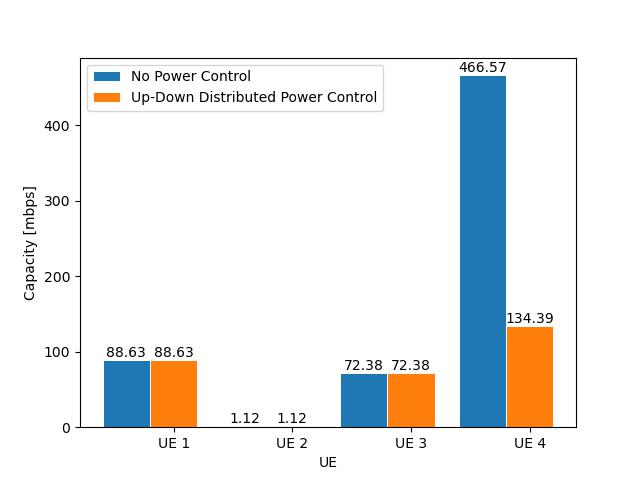 No Power Control
Up-Down Distributed Power Control
466.57
134.39
88.63 88.63
72.38 72.38
1.12 1.12
400
300
200
100
0
Capacity [mbps]
UE 1 UE 2 UE 3 UE 4
UE